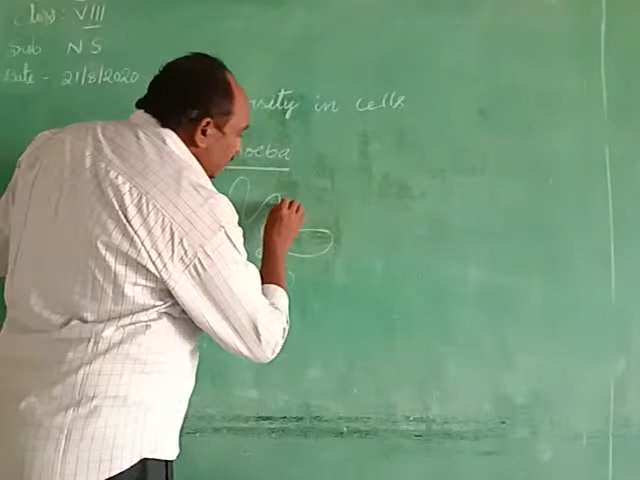 Class: VIII
Sub NS
Date - 21/8/2020
in cells